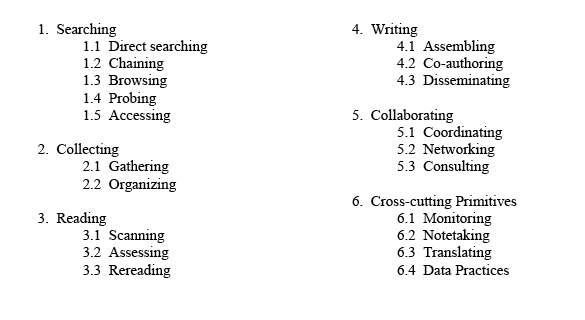 1. Searching
1.1 Direct searching
1.2 Chaining
1.3 Browsing
1.4 Probing
1.5 Accessing
2. Collecting
2.1 Gathering
2.2 Organizing
3. Reading
3.1 Scanning
3.2 Assessing
3.3 Rereading
4. Writing
4.1 Assembling
4.2 Co-authoring
4.3 Disseminating
5. Collaborating
5.1 Coordinating
5.2 Networking
5.3 Consulting
6. Cross-cutting Primitives
6.1 Monitoring
6.2 Notetaking
6.3 Translating
6.4 Data Practices